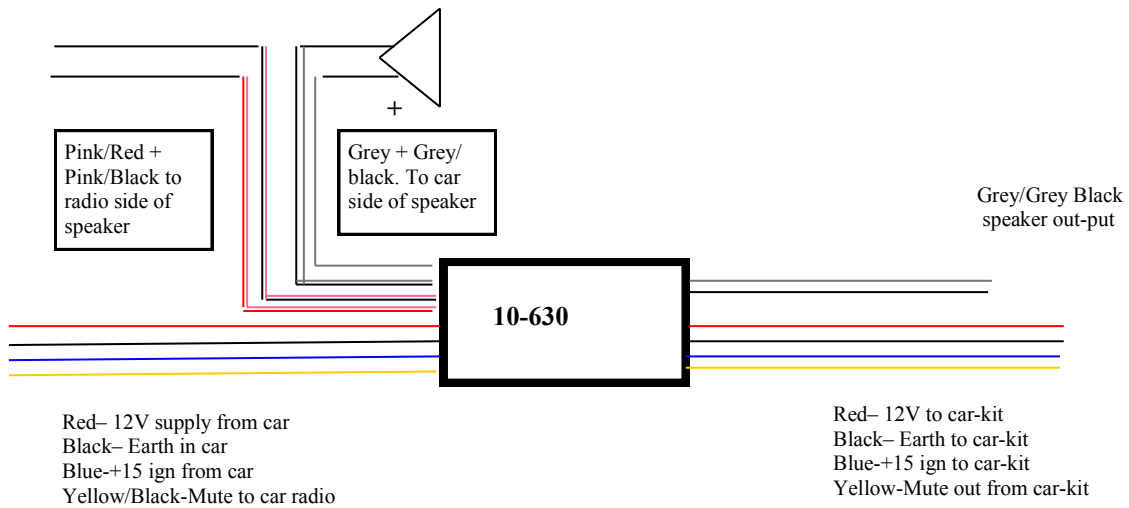 +
Pink/Red +
Pink/Black to
radio side of
speaker
Grey + Grey/
black. To car
side of speaker
Grey/Grey Black
speaker out-put
10-630
Red– 12V supply from car
Black– Earth in car
Blue-+15 ign from car
Yellow/Black-Mute to car radio
Red– 12V to car-kit
Black– Earth to car-kit
Blue-+15 ign to car-kit
Yellow-Mute out from car-kit